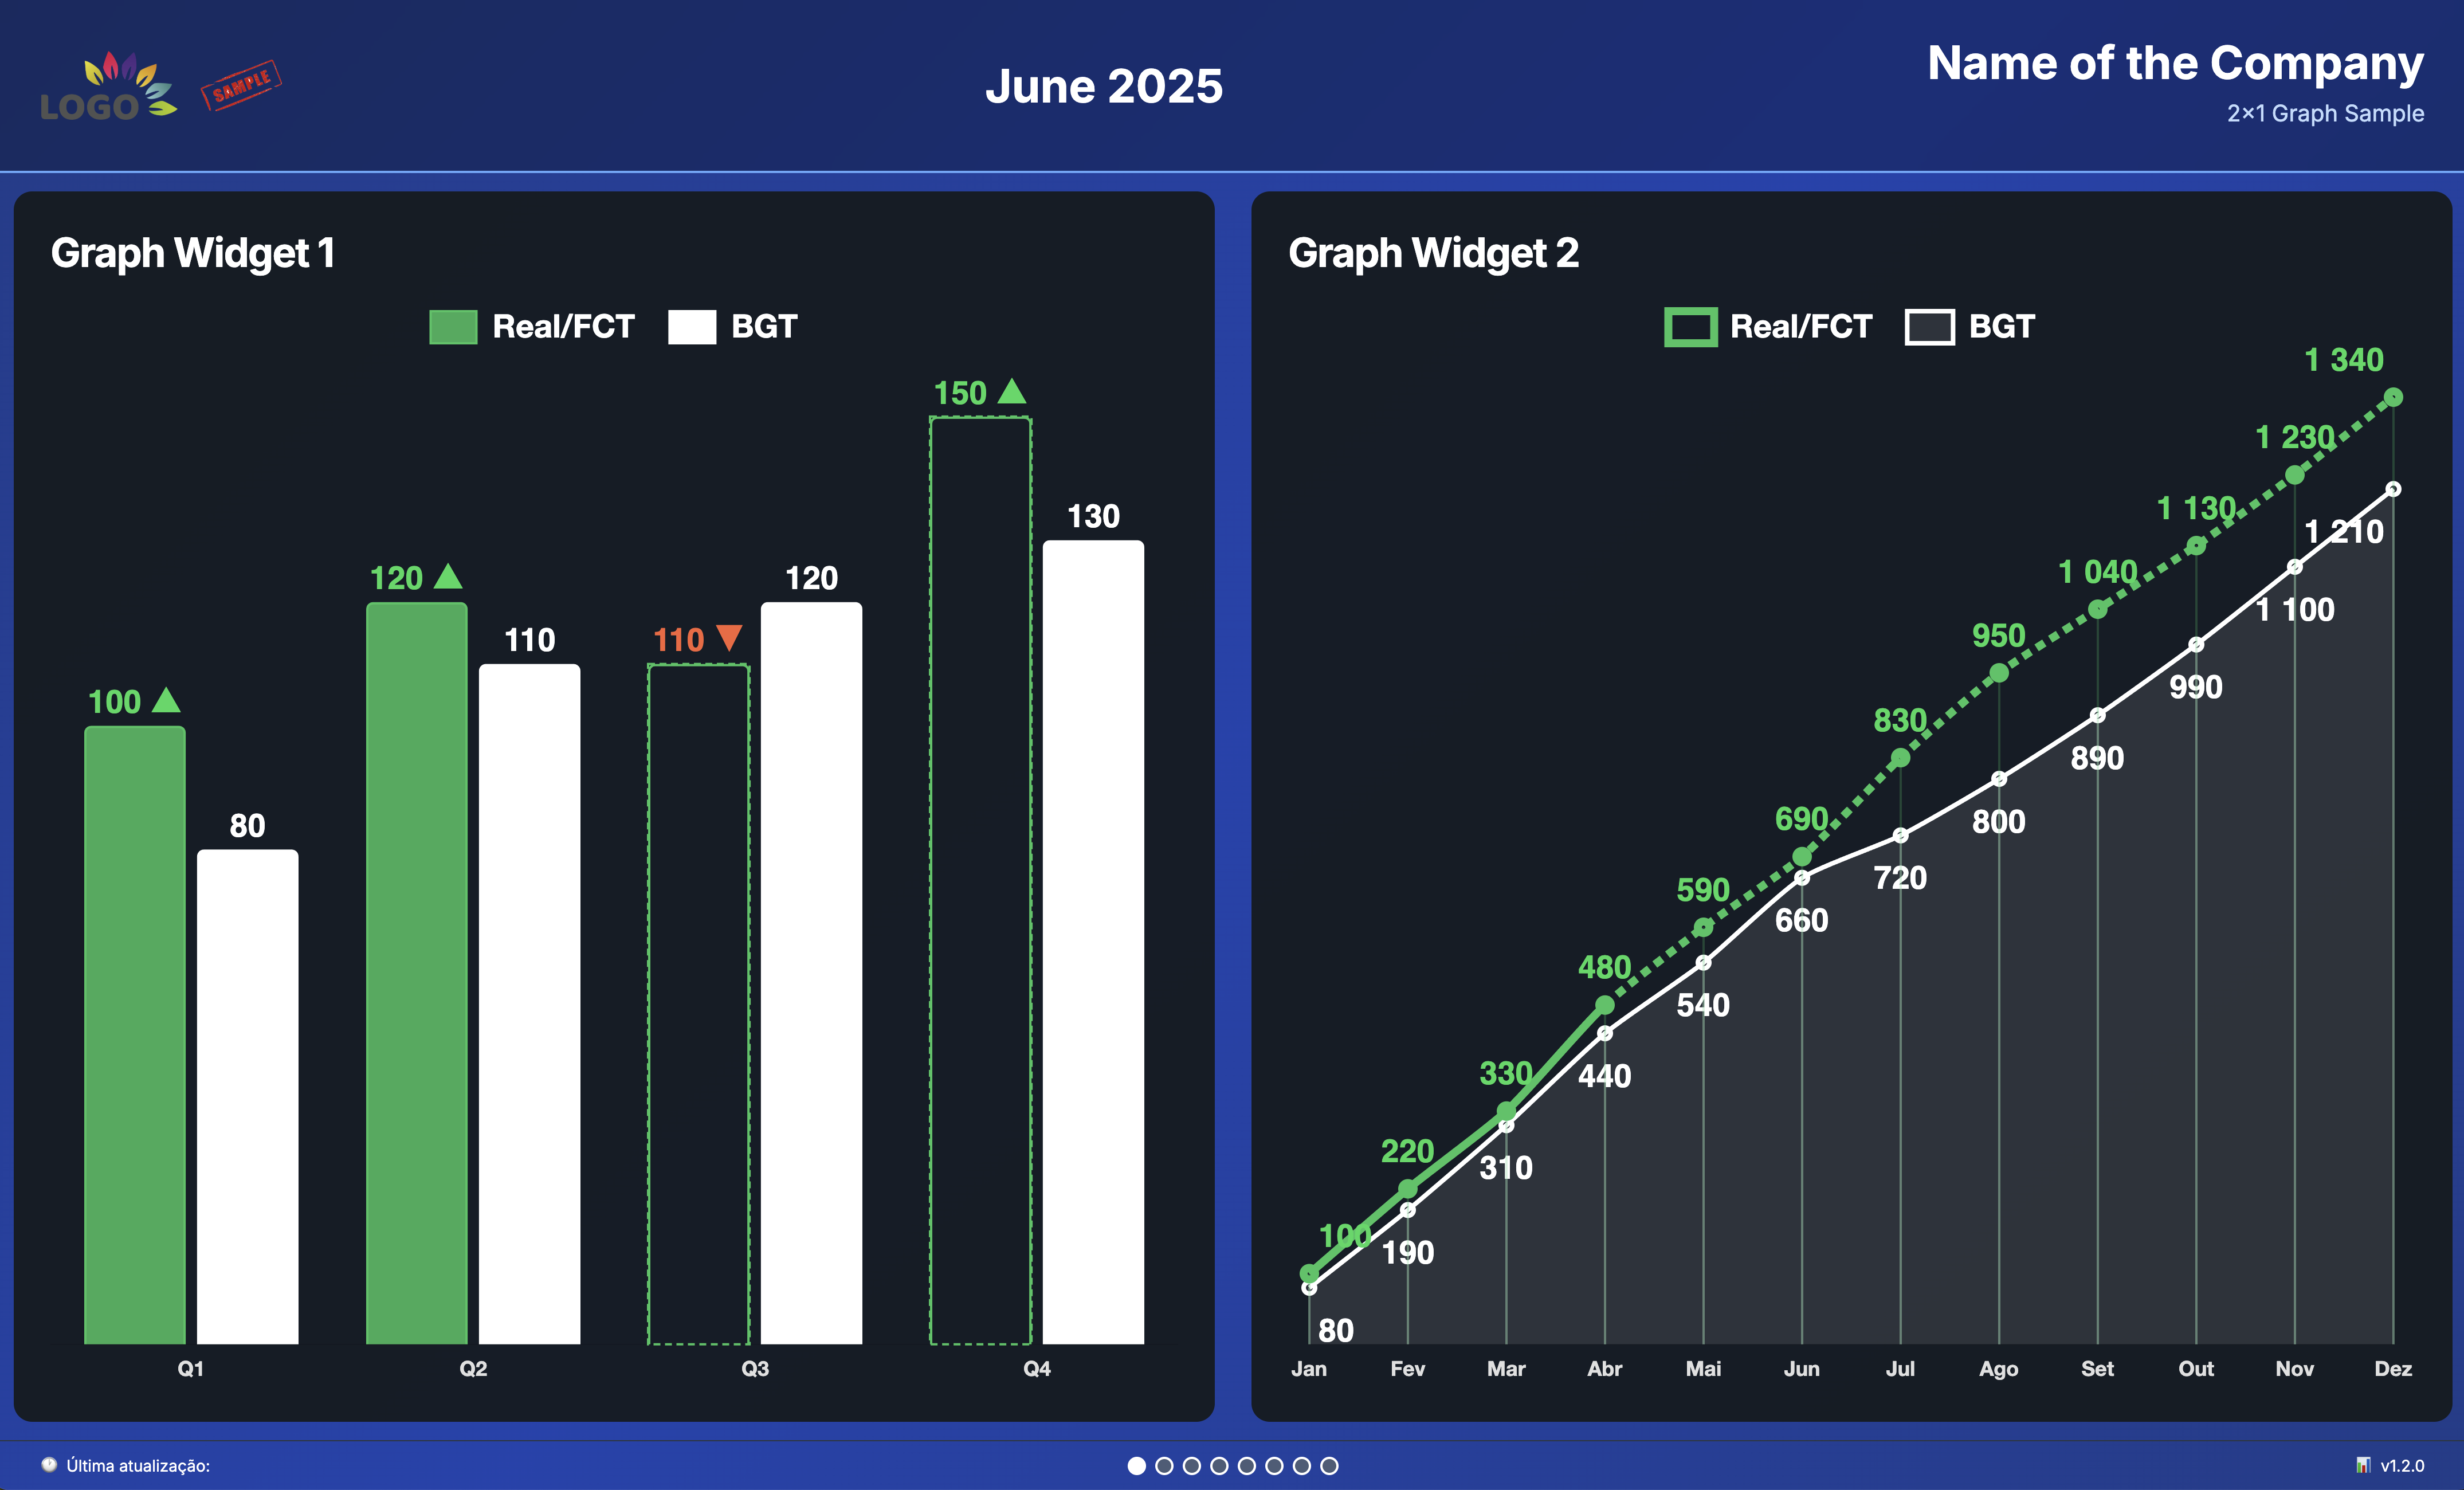 LOGO
SAMPLE
June 2025
Name of the Company
2×1 Graph Sample
Graph Widget 1
Real/FCT BGT
150 ▲
130
120 ▲
120
110
110 ▼
100 ▲
80
Q1 Q2 Q3 Q4
Graph Widget 2
Real/FCT BGT
1 340
1 230
1 130
1 210
1 040
1 100
950
990
830
890
690
800
590
720
660
480
540
330
440
220
310
100
190
80
Jan Fev Mar Abr Mai Jun Jul Ago Set Out Nov Dez
Última atualização:
v1.2.0